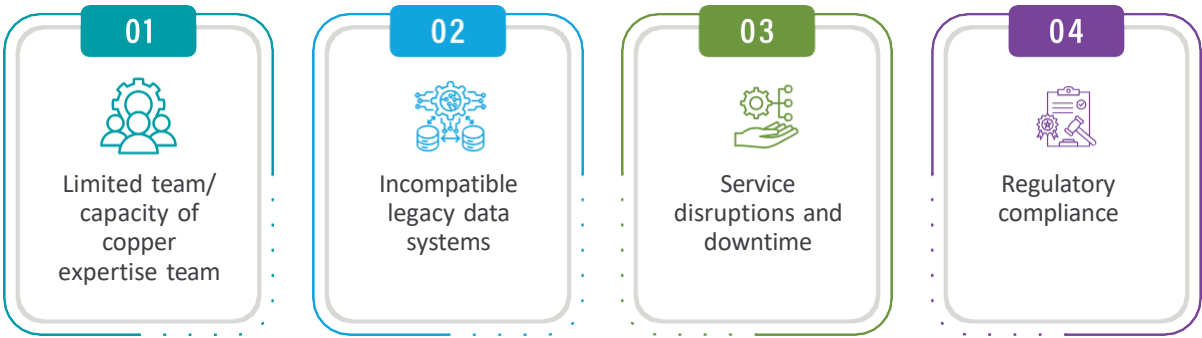 01
Limited team/
capacity of
copper
expertise team
02
Incompatible
legacy data
systems
03
Service
disruptions and
downtime
04
Regulatory
compliance